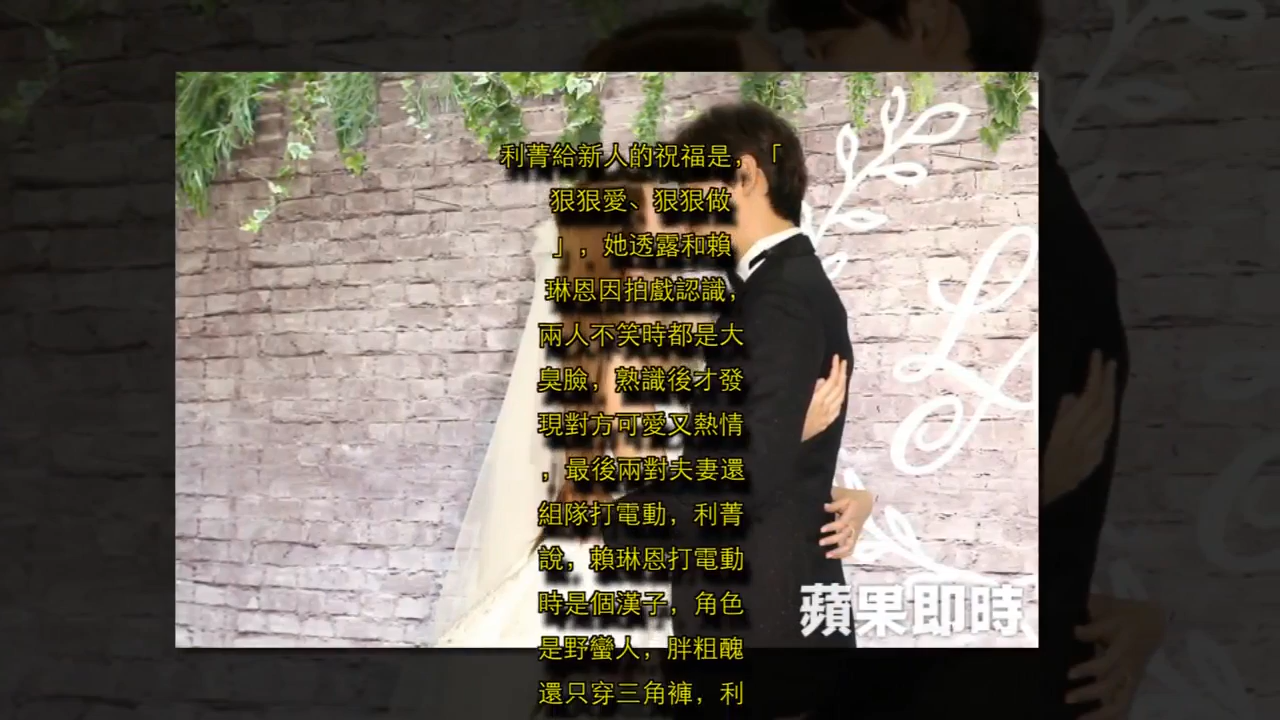 利菁給新人的祝福是，「
狠狠愛、狠狠做
」，她透露和賴
琳恩因拍戲認識，
兩人不笑時都是大
臭臉，熟識後才發
現對方可愛又熱情
，最後兩對夫妻還
組隊打電動，利菁
說，賴琳恩打電動
時是個漢子，角色
是野蠻人，胖粗醜
還只穿三角褲，利
蘋果即時
L